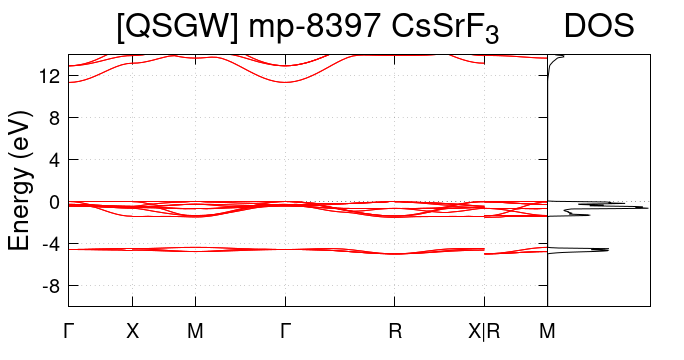 [QSGW] mp-8397 CsSrF₃ DOS
Energy (eV)
12
8
4
0
-4
-8
Γ X M Γ R X|R M